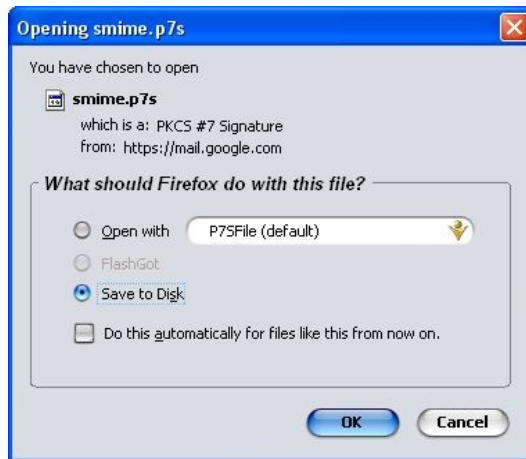 Opening smime.p7s
You have chosen to open
smime.p7s
which is a: PKCS #7 Signature
from: https://mail.google.com
What should Firefox do with this file?
Open with P7SFile (default)
FlashGot
Save to Disk
Do this automatically for files like this from now on.
OK Cancel